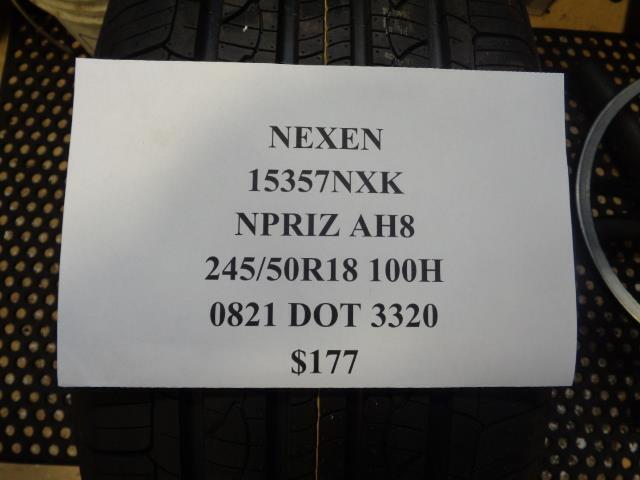 NEXEN
15357NXK
NPRIZ AH8
245/50R18 100H
0821 DOT 3320
$177